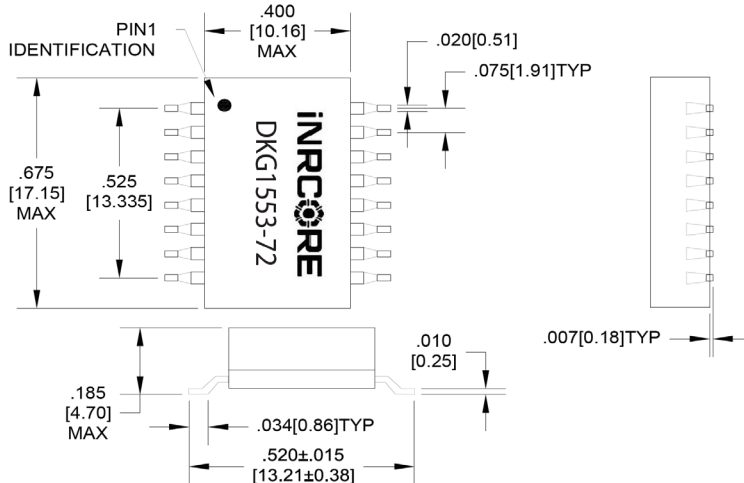 PIN1
IDENTIFICATION
.400
[10.16]
MAX
.020[0.51]
.075[1.91]TYP
.675
[17.15]
MAX
.525
[13.335]
iNRCORE
DKG1553-72
.007[0.18]TYP
.010
[0.25]
.185
[4.70]
MAX
.034[0.86]TYP
.520±.015
[13.21±0.38]